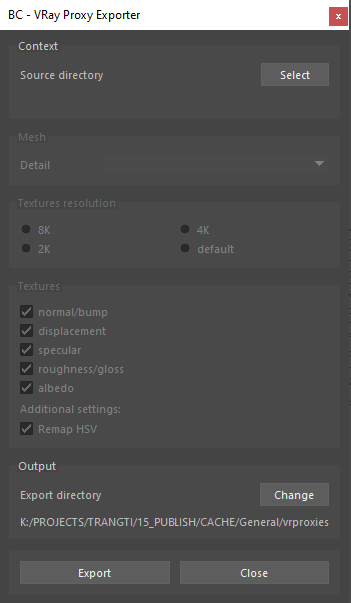 BC - VRay Proxy Exporter
x
Context
Source directory
Select
Mesh
Detail
Textures resolution
8K
4K
2K
default
Textures
normal/bump
displacement
specular
roughness/gloss
albedo
Additional settings:
Remap HSV
Output
Export directory
Change
K:/PROJECTS/TRANGTI/15_PUBLISH/CACHE/General/vrproxies
Export
Close